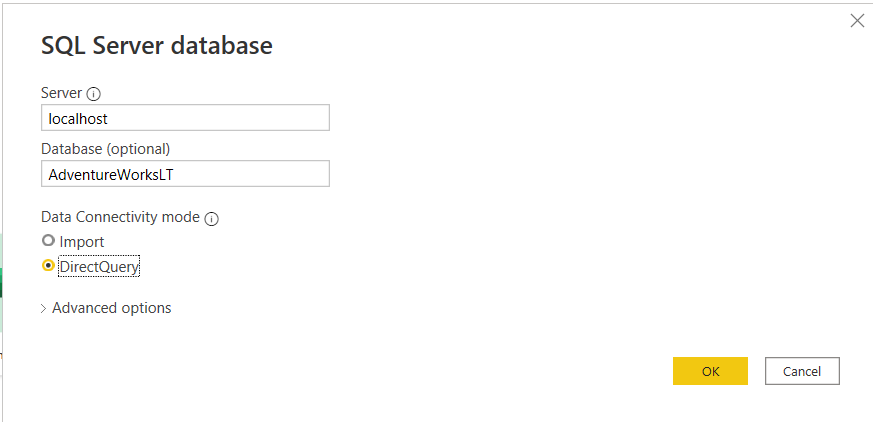 SQL Server database
Server
localhost
Database (optional)
AdventureWorksLT
Data Connectivity mode
Import
DirectQuery
Advanced options
OK Cancel